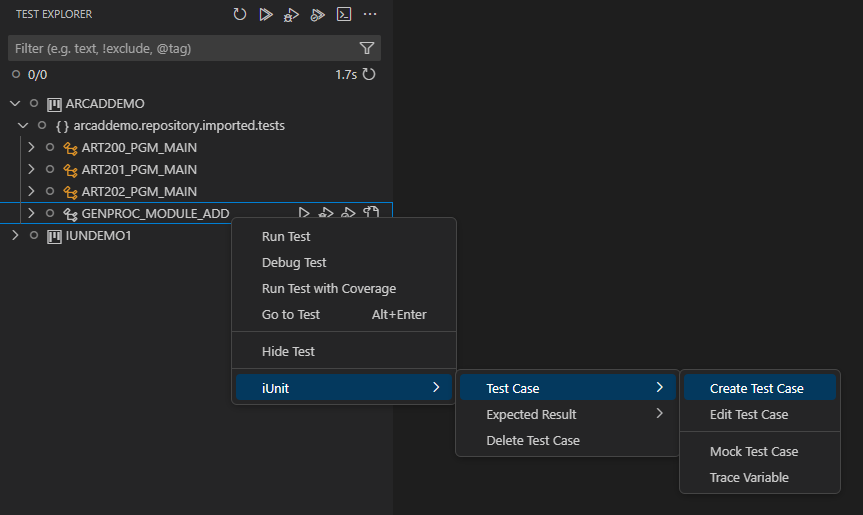 TEST EXPLORER
Filter (e.g. text, !exclude, @tag)
0/0 1.7s
ARCADDEMO
{} arcaddemo.repository.imported.tests
ART200_PGM_MAIN
ART201_PGM_MAIN
ART202_PGM_MAIN
GENPROC_MODULE_ADD
IUNDEMO1
Run Test
Debug Test
Run Test with Coverage
Go to Test Alt+Enter
Hide Test
iUnit
Test Case
Expected Result
Delete Test Case
Create Test Case
Edit Test Case
Mock Test Case
Trace Variable